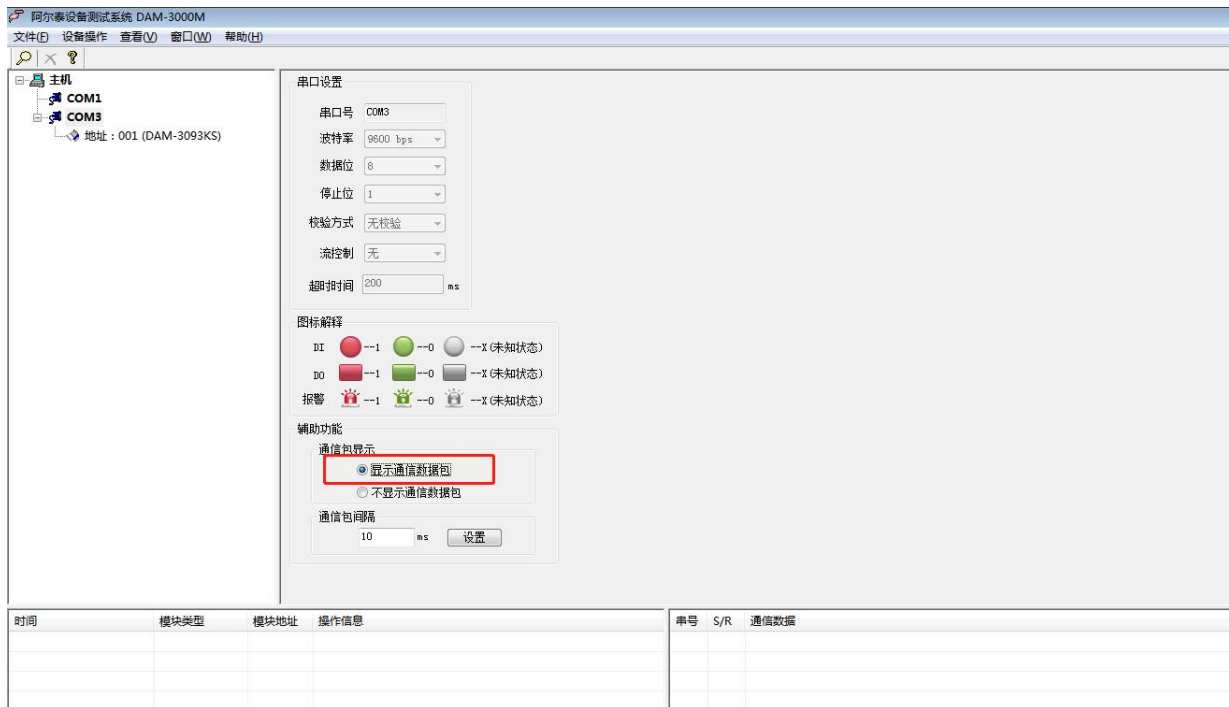 阿尔泰设备测试系统 DAM-3000M
文件(F) 设备操作 查看(V) 窗口(W) 帮助(H)
主机
COM1
COM3
地址：001 (DAM-3093KS)
串口设置
串口号 COM3
波特率 9600 bps
数据位 8
停止位 1
校验方式 无校验
流控制 无
超时时间 200 ms
图标解释
DI --1 --0 --X(未知状态)
DO --1 --0 --X(未知状态)
报警 --1 --0 --X(未知状态)
辅助功能
通信包显示
显示通信数据包
不显示通信数据包
通信包间隔
10 ms 设置
时间 模块类型 模块地址 操作信息 串号 S/R 通信数据